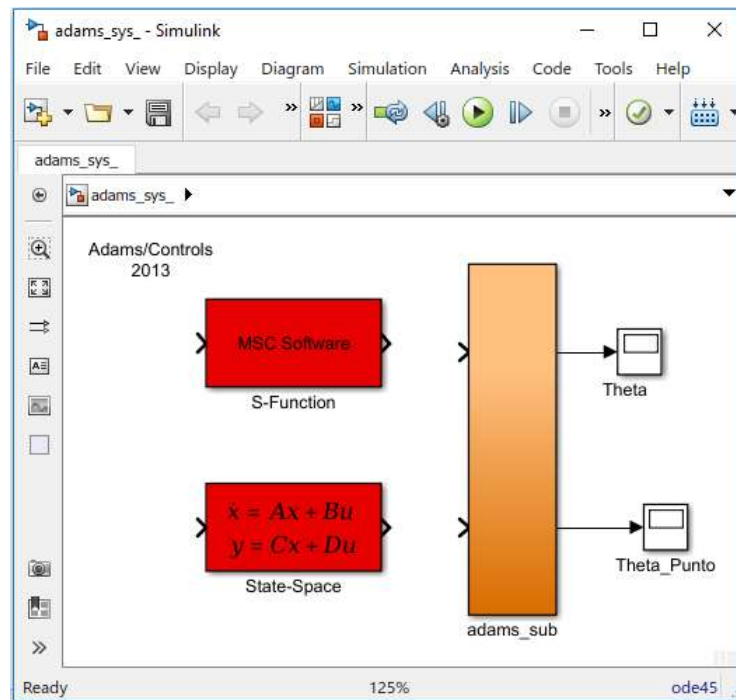 adams_sys_ - Simulink
File Edit View Display Diagram Simulation Analysis Code Tools Help
adams_sys_
adams_sys_
Adams/Controls
2013
MSC Software
S-Function
Theta
ẋ = Ax + Bu
y = Cx + Du
State-Space
Theta_Punto
adams_sub
Ready 125% ode45